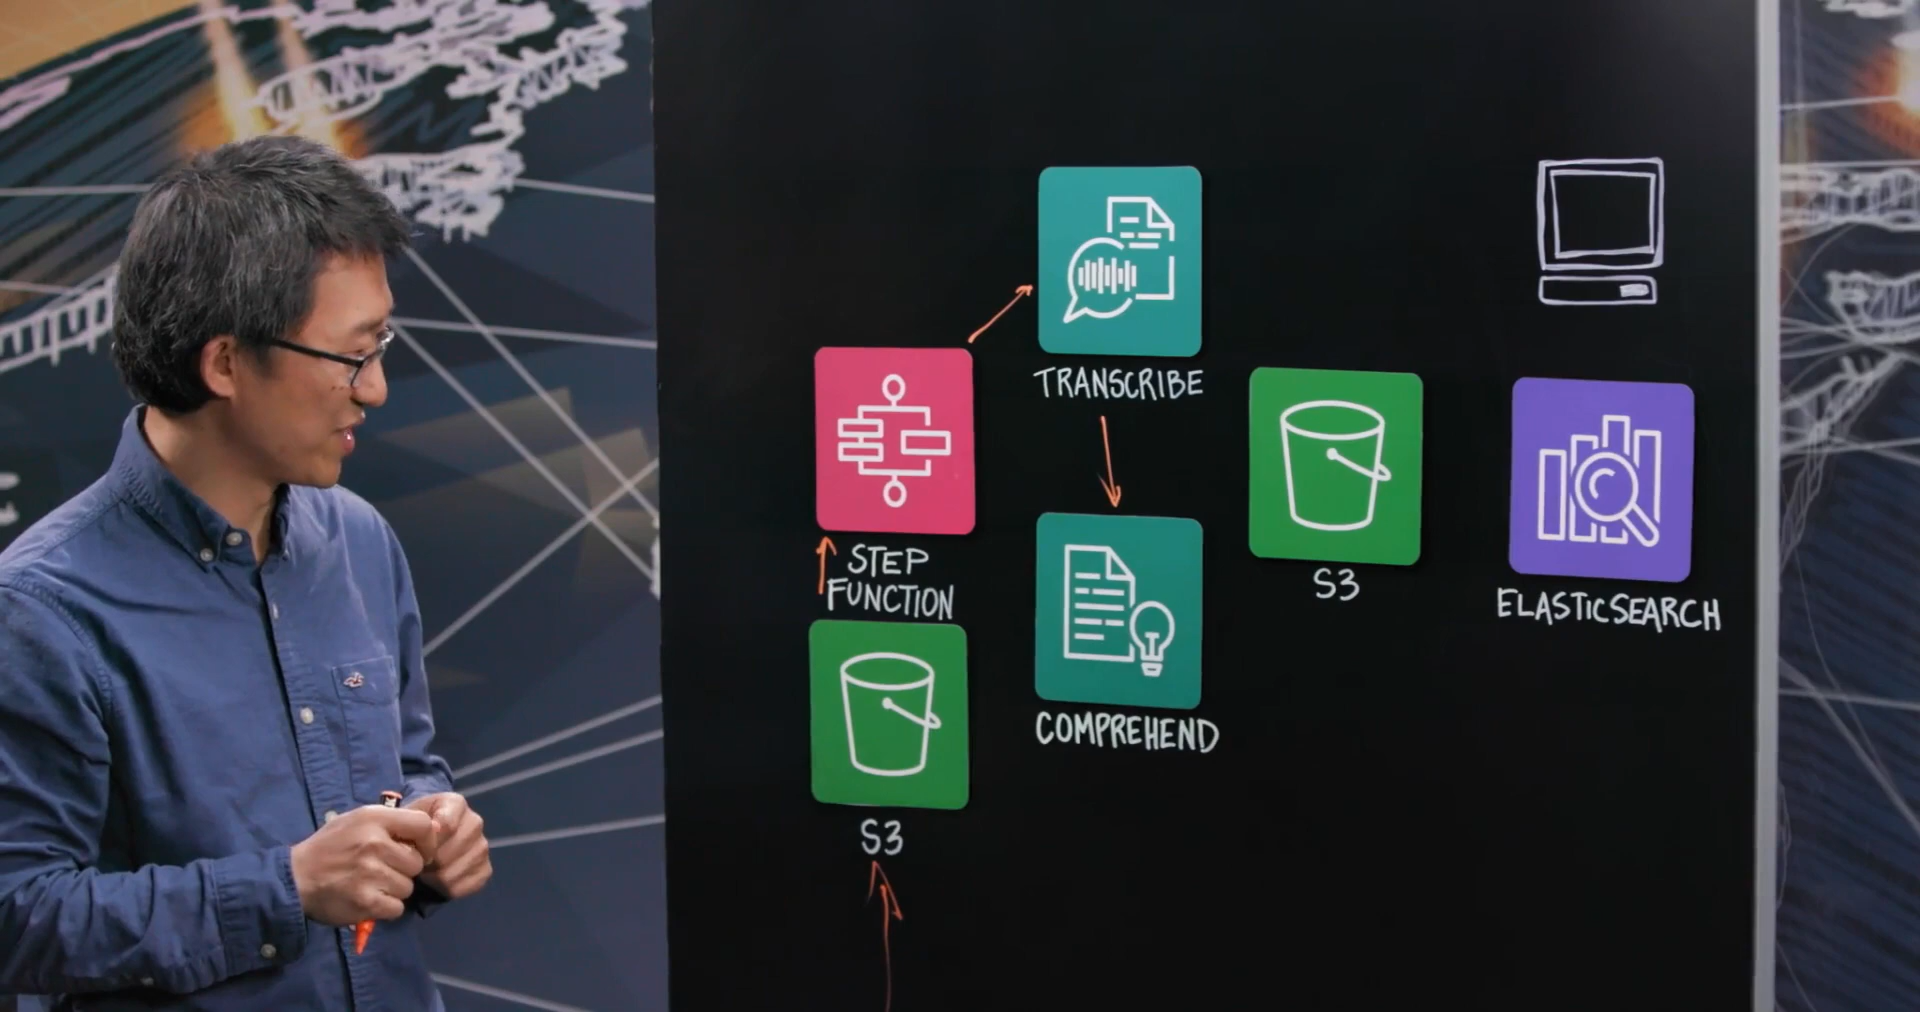 TRANSCRIBE
STEP
FUNCTION
S3
ELASTICSEARCH
COMPREHEND
S3